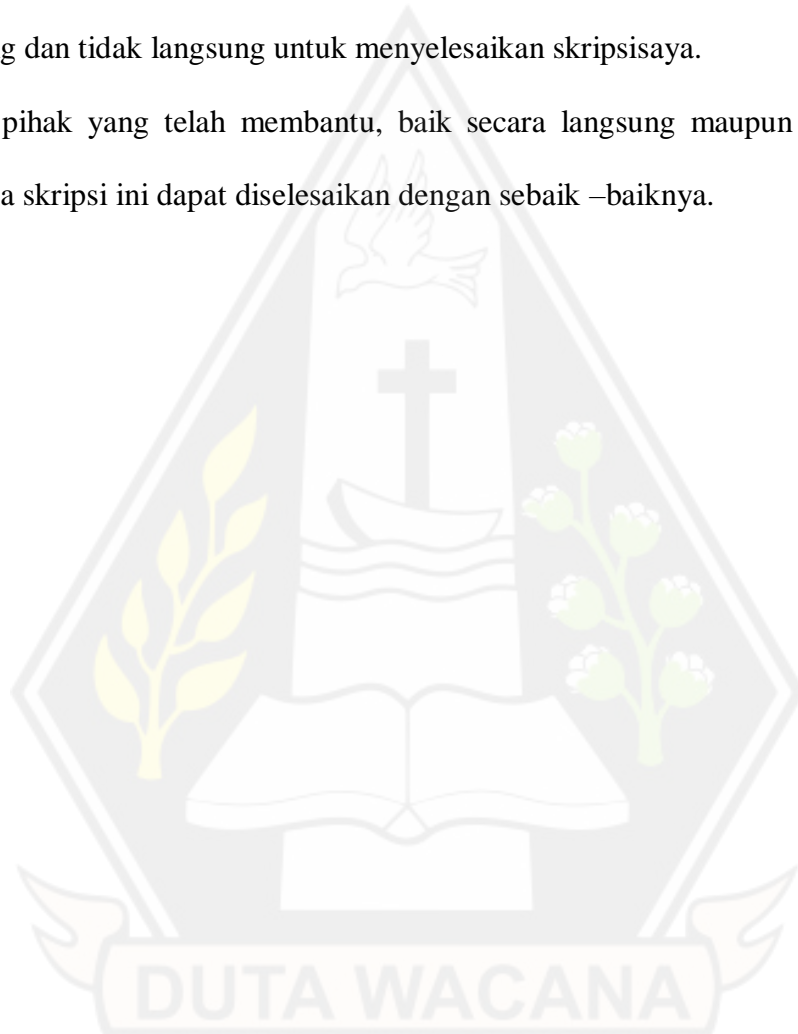 g dan tidak langsung untuk menyelesaikan skripsisaya.
pihak yang telah membantu, baik secara langsung maupun
a skripsi ini dapat diselesaikan dengan sebaik –baiknya.
DUTA WACANA